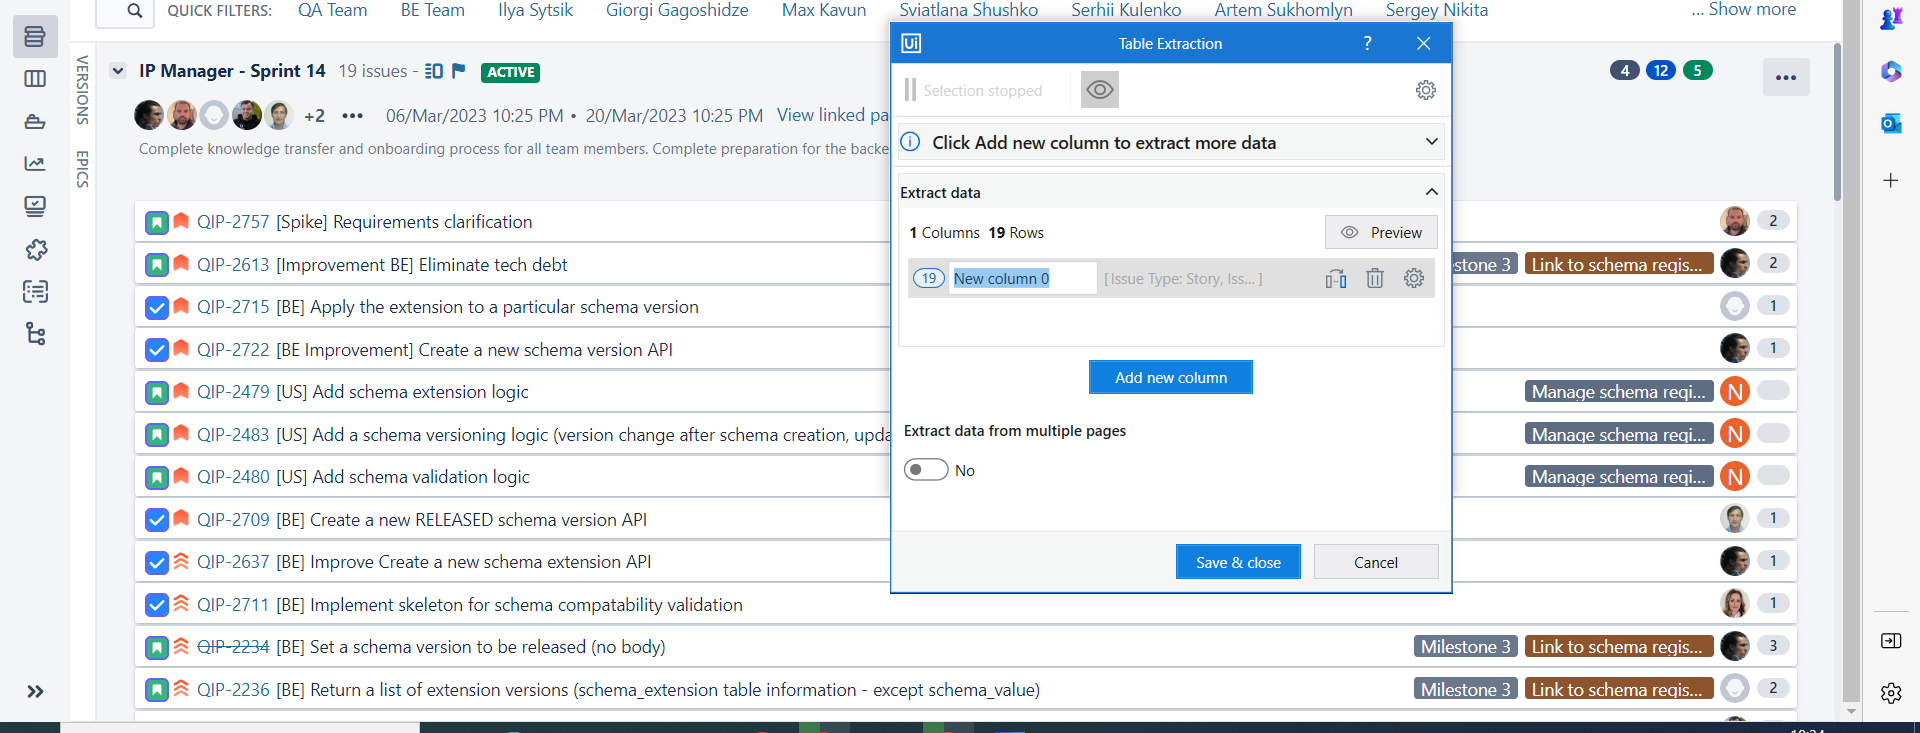 QUICK FILTERS: QA Team BE Team Ilya Sytsik Giorgi Gagoshidze Max Kavun Sviatlana Shushko Serhii Kulenko Artem Sukhomlyn Sergey Nikita ... Show more
VERSIONS
EPICS
IP Manager - Sprint 14 19 issues - ACTIVE
4 12 5
+2 ••• 06/Mar/2023 10:25 PM • 20/Mar/2023 10:25 PM View linked pa
Complete knowledge transfer and onboarding process for all team members. Complete preparation for the backe
QIP-2757 [Spike] Requirements clarification
2
QIP-2613 [Improvement BE] Eliminate tech debt
stone 3 Link to schema regis... 2
QIP-2715 [BE] Apply the extension to a particular schema version
1
QIP-2722 [BE Improvement] Create a new schema version API
1
QIP-2479 [US] Add schema extension logic
Manage schema regi... N
QIP-2483 [US] Add a schema versioning logic (version change after schema creation, upda
Manage schema regi... N
QIP-2480 [US] Add schema validation logic
Manage schema regi... N
QIP-2709 [BE] Create a new RELEASED schema version API
1
QIP-2637 [BE] Improve Create a new schema extension API
1
QIP-2711 [BE] Implement skeleton for schema compatability validation
1
QIP-2234 [BE] Set a schema version to be released (no body)
Milestone 3 Link to schema regis... 3
QIP-2236 [BE] Return a list of extension versions (schema_extension table information - except schema_value)
Milestone 3 Link to schema regis... 2
Ui Table Extraction ?
Selection stopped
Click Add new column to extract more data
Extract data
1 Columns 19 Rows Preview
19 New column 0 [ Issue Type: Story, Iss... ]
Add new column
Extract data from multiple pages
No
Save & close Cancel